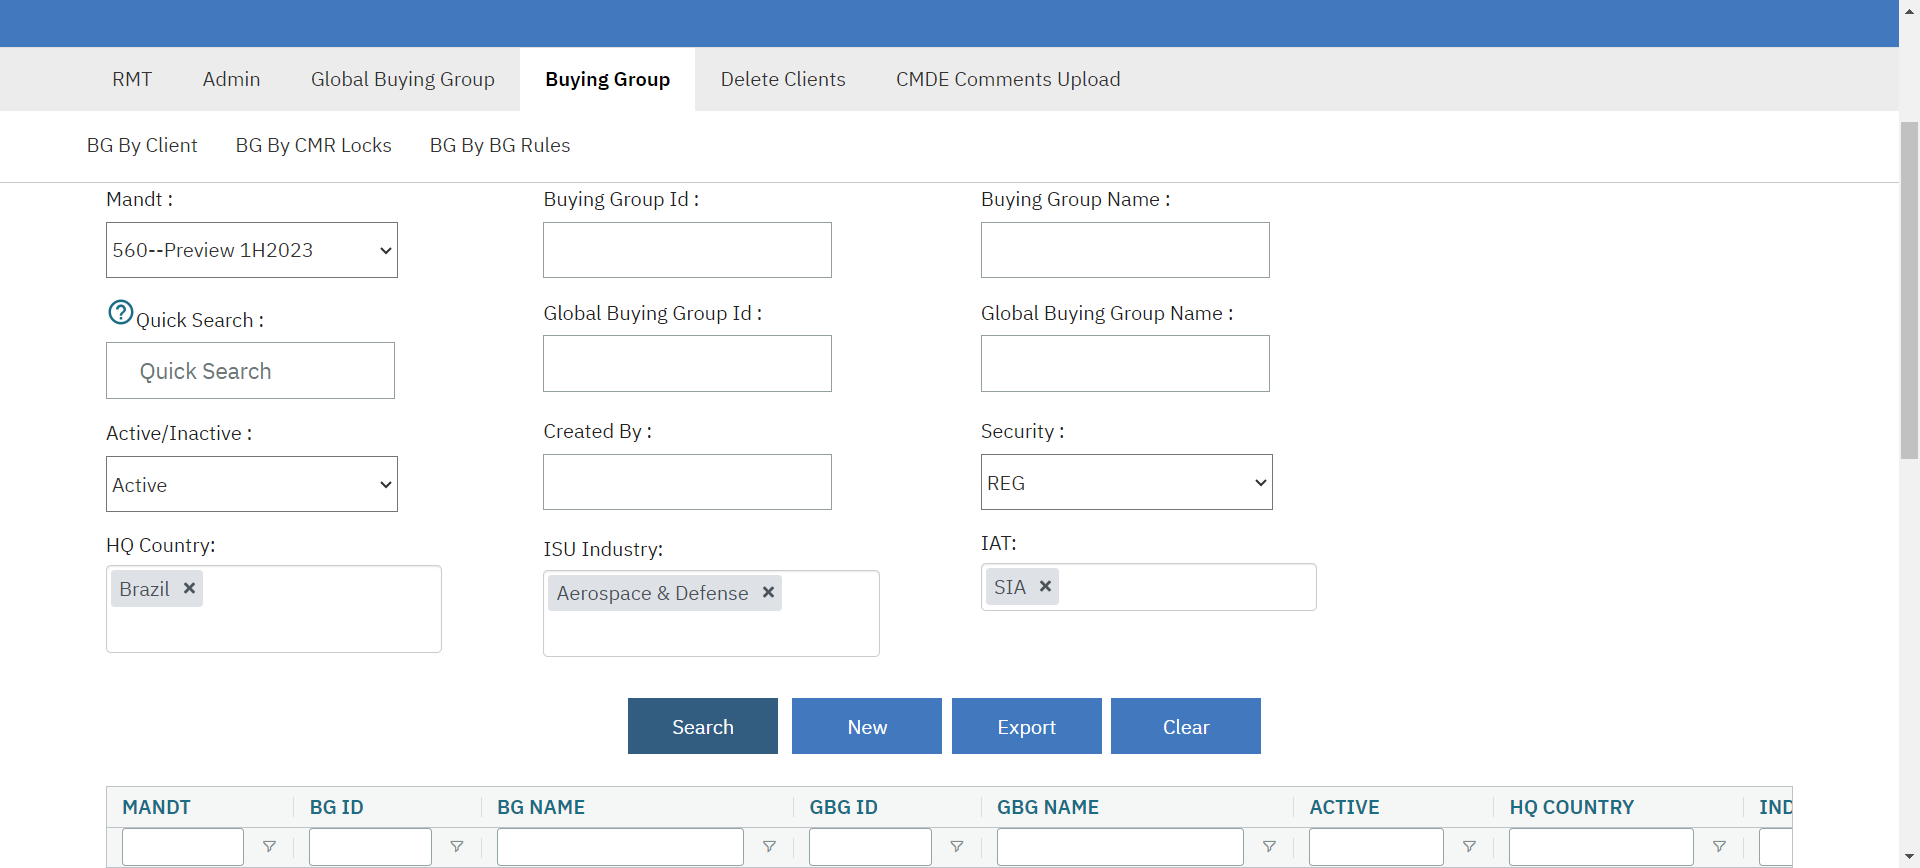 RMT Admin Global Buying Group Buying Group Delete Clients CMDE Comments Upload
BG By Client BG By CMR Locks BG By BG Rules
Mandt : Buying Group Id : Buying Group Name :
560--Preview 1H2023
Quick Search : Global Buying Group Id : Global Buying Group Name :
Quick Search
Active/Inactive : Created By : Security :
Active REG
HQ Country: ISU Industry: IAT:
Brazil × Aerospace & Defense × SIA ×
Search New Export Clear
MANDT BG ID BG NAME GBG ID GBG NAME ACTIVE HQ COUNTRY IND